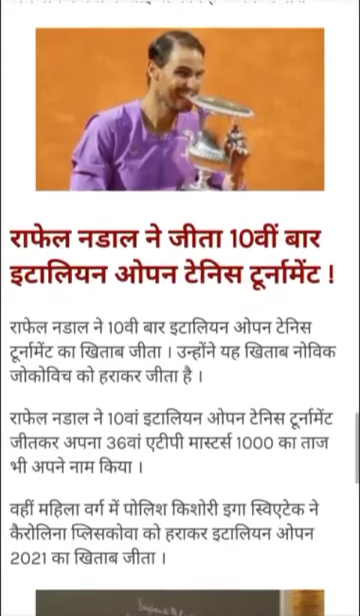 राफेल नडाल ने जीता 10वीं बार
इटालियन ओपन टेनिस टूर्नामेंट !
राफेल नडाल ने 10वी बार इटालियन ओपन टेनिस
टूर्नामेंट का खिताब जीता । उन्होंने यह खिताब नोविक
जोकोविच को हराकर जीता है ।
राफेल नडाल ने 10वां इटालियन ओपन टेनिस टूर्नामेंट
जीतकर अपना 36वां एटीपी मास्टर्स 1000 का ताज
भी अपने नाम किया ।
वहीं महिला वर्ग में पोलिश किशोरी इगा स्विएटेक ने
कैरोलिना प्लिसकोवा को हराकर इटालियन ओपन
2021 का खिताब जीता ।